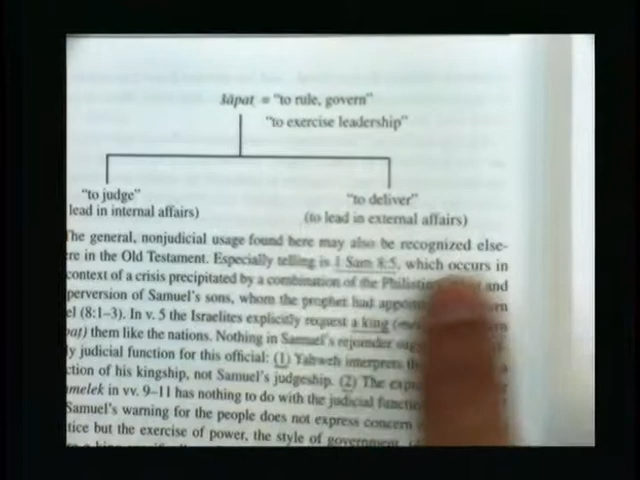 šāpaṭ = "to rule, govern"
"to exercise leadership"
"to judge"
"to deliver"
lead in internal affairs)
(to lead in external affairs)
The general, nonjudicial usage found here may also be recognized else-
re in the Old Testament. Especially telling is 1 Sam 8:5, which occurs in
context of a crisis precipitated by a combination of the and
perversion of Samuel's sons, whom the prophet had
el (8:1–3). In v. 5 the Israelites explicitly request a king
them like the nations. Nothing in Samuel's rejoinder
ly judicial function for this official: (1) Yahweh interprets
ction of his kingship, not Samuel's judgeship. (2) The
melek in vv. 9–11 has nothing to do with the judicial
Samuel's warning for the people does not express concern
tice but the exercise of power, the style of government,